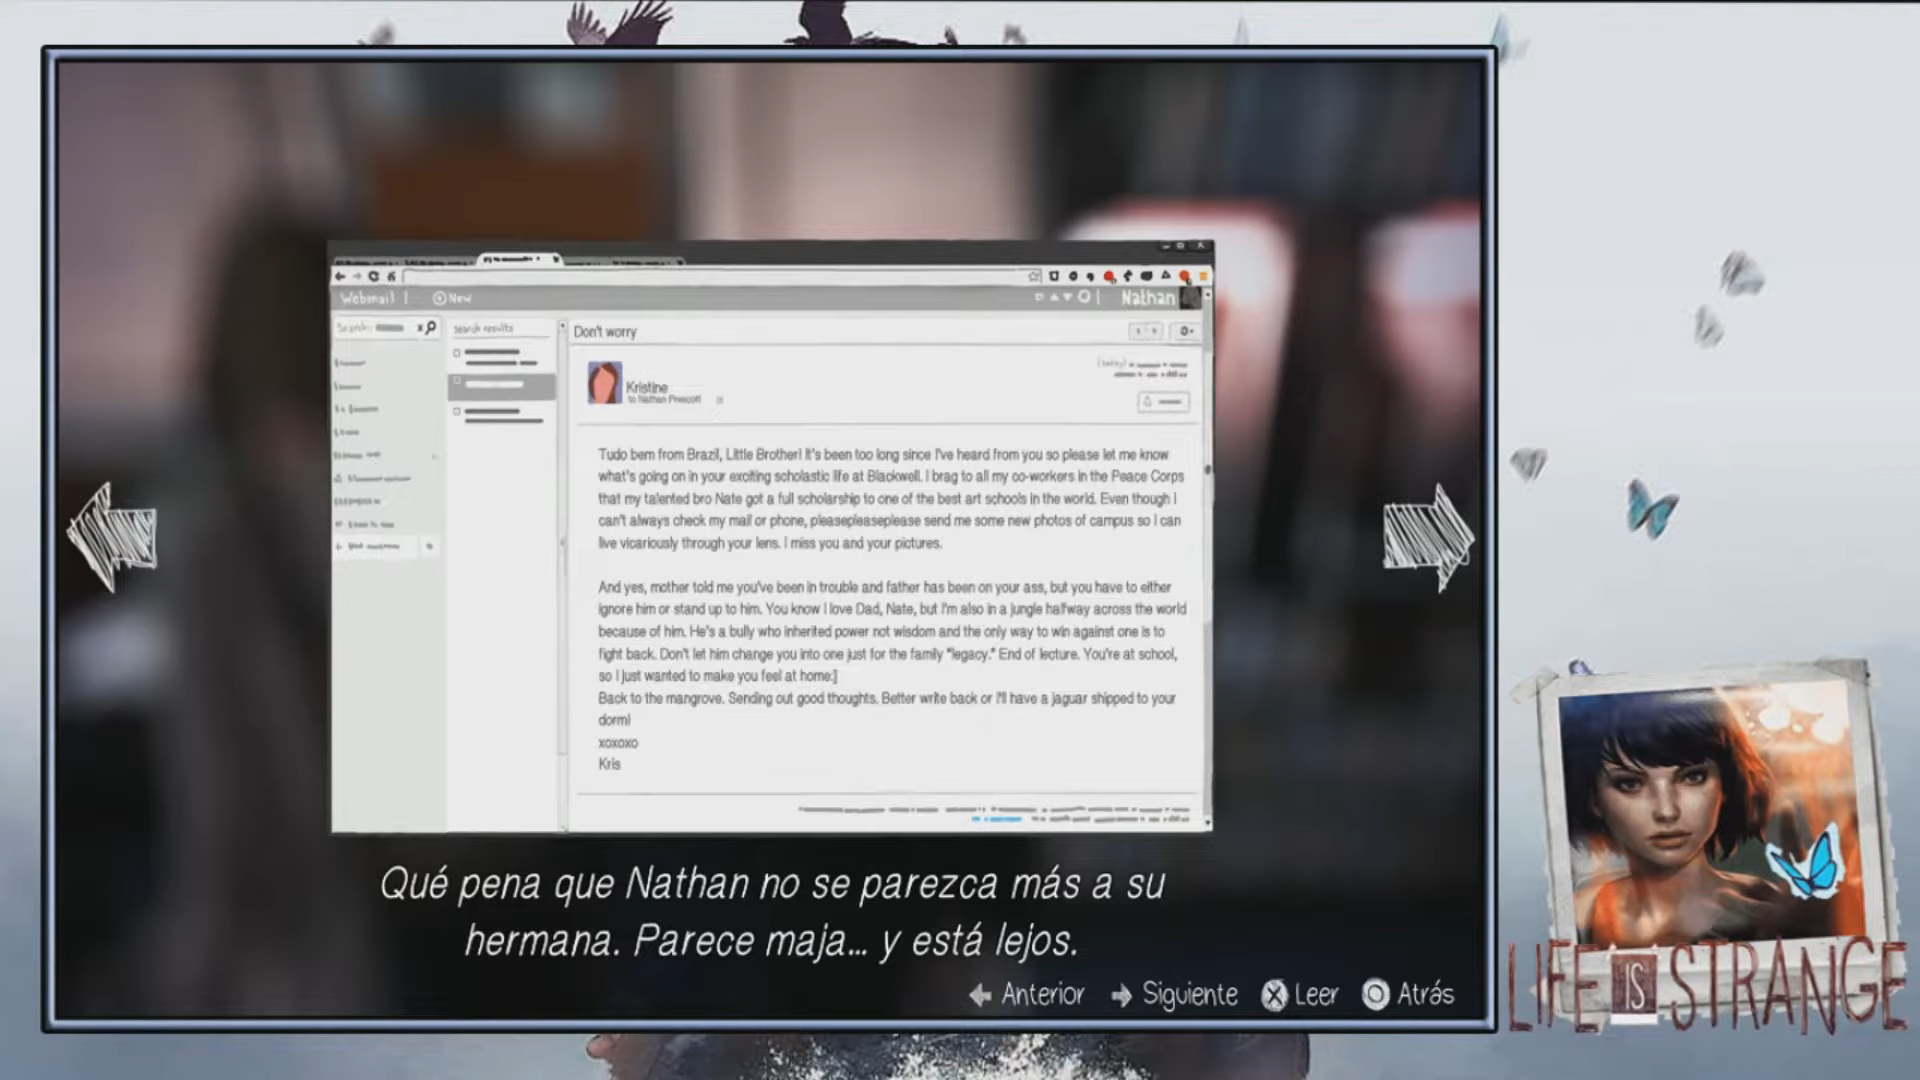 Webmail | New
Nathan
Search:
search results
Don't worry
(today)
Kristine
to Nathan Prescott
Tudo bem from Brazil, Little Brother! It's been too long since I've heard from you so please let me know
what's going on in your exciting scholastic life at Blackwell. I brag to all my co-workers in the Peace Corps
that my talented bro Nate got a full scholarship to one of the best art schools in the world. Even though I
can't always check my mail or phone, pleasepleaseplease send me some new photos of campus so I can
live vicariously through your lens. I miss you and your pictures.
And yes, mother told me you've been in trouble and father has been on your ass, but you have to either
ignore him or stand up to him. You know I love Dad, Nate, but I'm also in a jungle halfway across the world
because of him. He's a bully who inherited power not wisdom and the only way to win against one is to
fight back. Don't let him change you into one just for the family "legacy." End of lecture. You're at school,
so I just wanted to make you feel at home:]
Back to the mangrove. Sending out good thoughts. Better write back or I'll have a jaguar shipped to your
dorm!
xoxoxo
Kris
Qué pena que Nathan no se parezca más a su
hermana. Parece maja... y está lejos.
Anterior Siguiente X Leer O Atrás
LIFE IS STRANGE